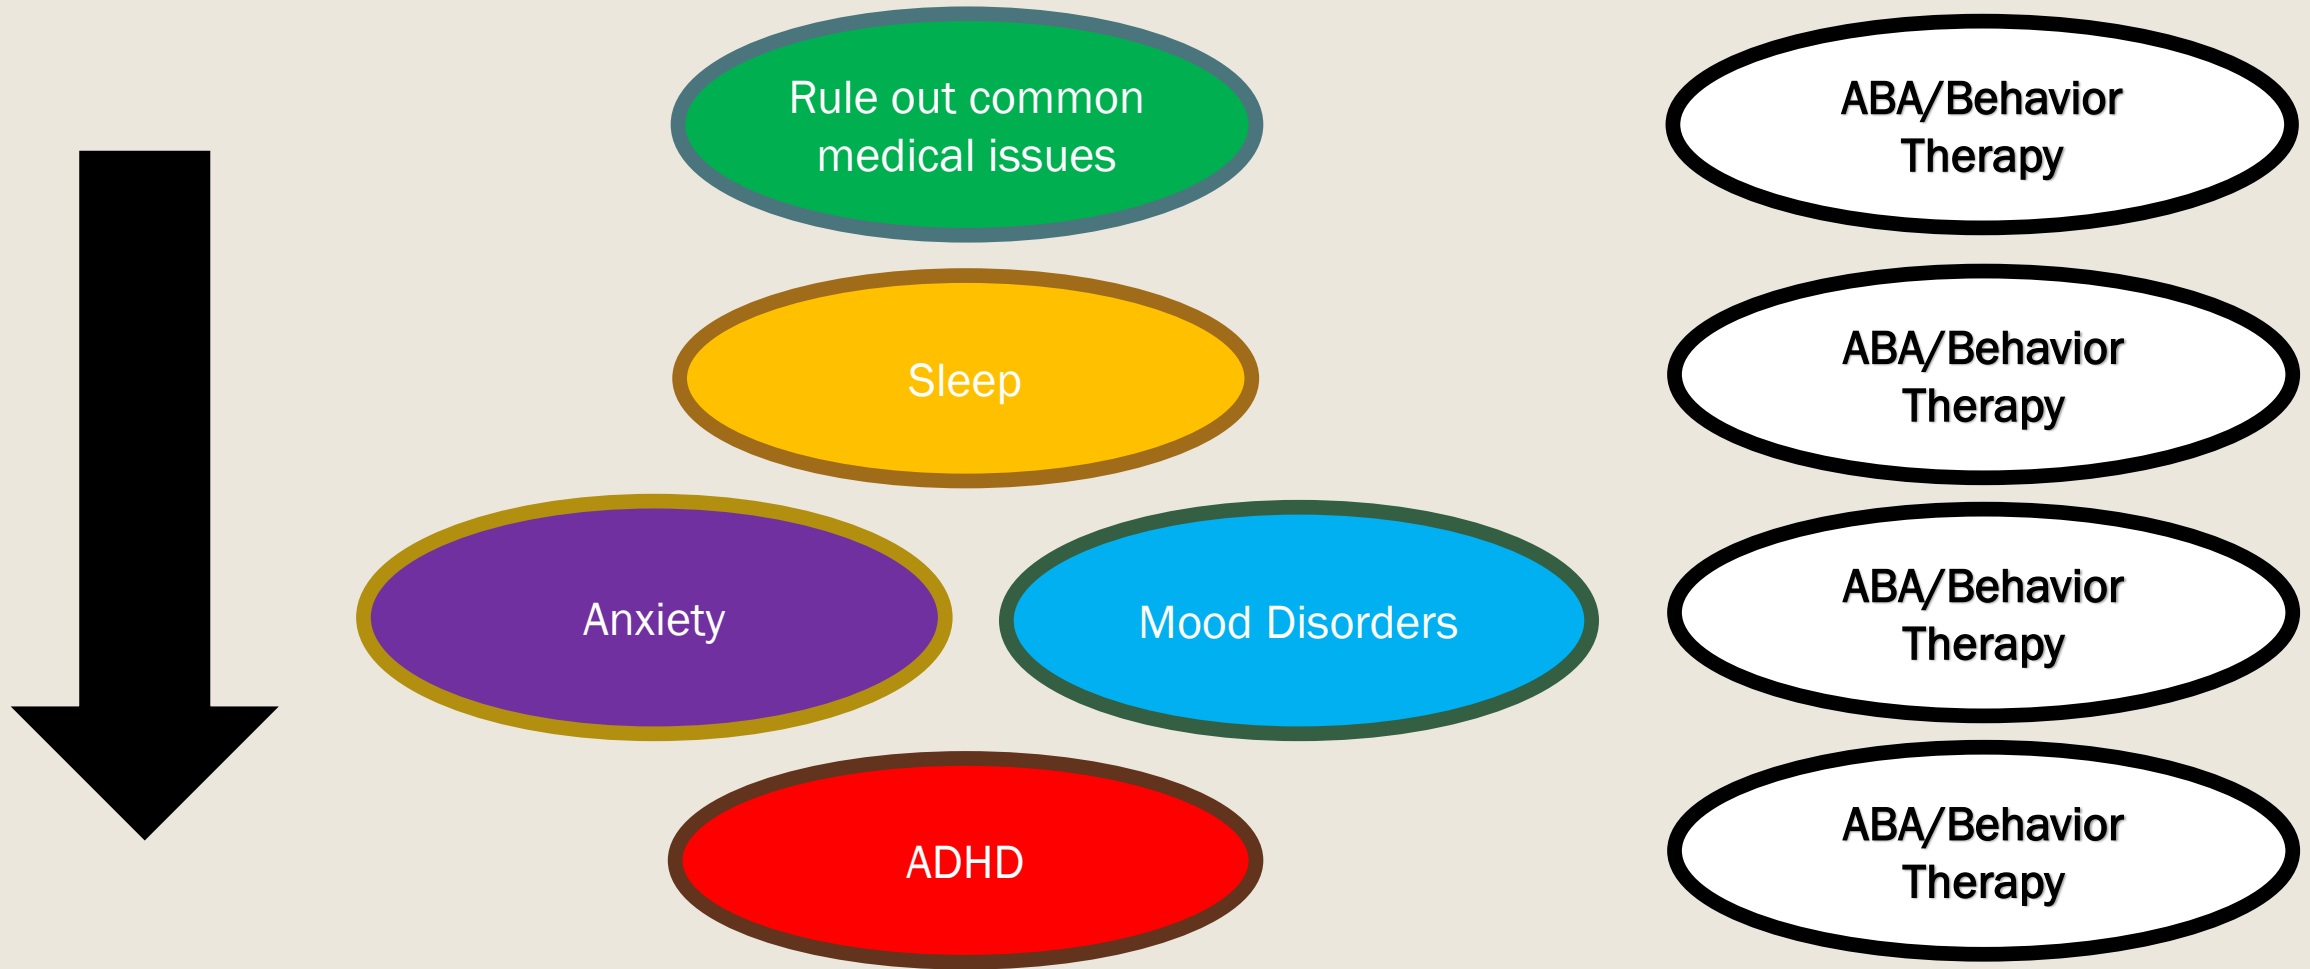 Rule out common
medical issues
ABA/Behavior
Therapy
Sleep
ABA/Behavior
Therapy
Anxiety
Mood Disorders
ABA/Behavior
Therapy
ADHD
ABA/Behavior
Therapy